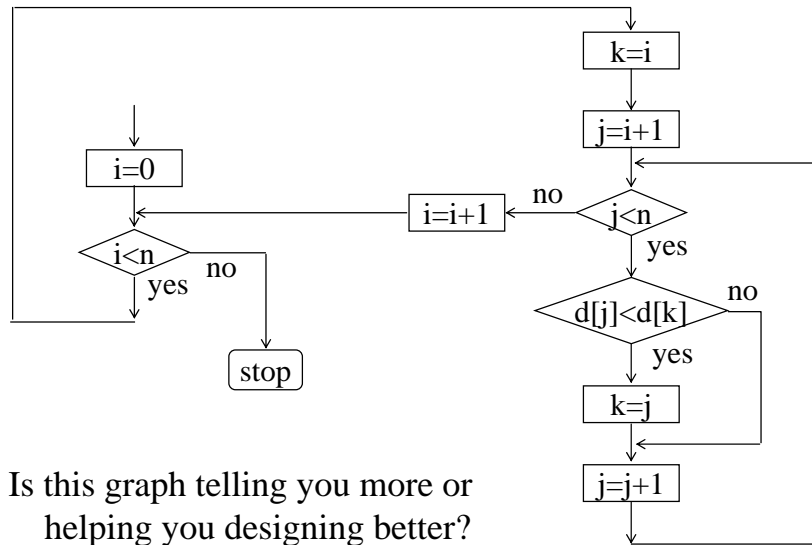 k=i
j=i+1
i=0
no
i=i+1
j<n
yes
i<n
no
yes
d[j]<d[k]
no
yes
stop
k=j
j=j+1
Is this graph telling you more or
helping you designing better?